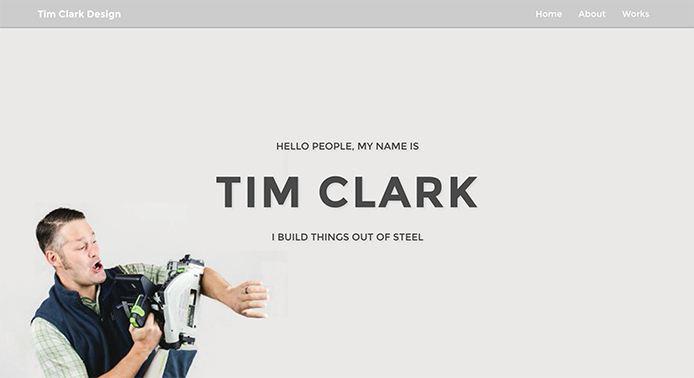 Tim Clark Design
Home About Works
HELLO PEOPLE, MY NAME IS
TIM CLARK
I BUILD THINGS OUT OF STEEL